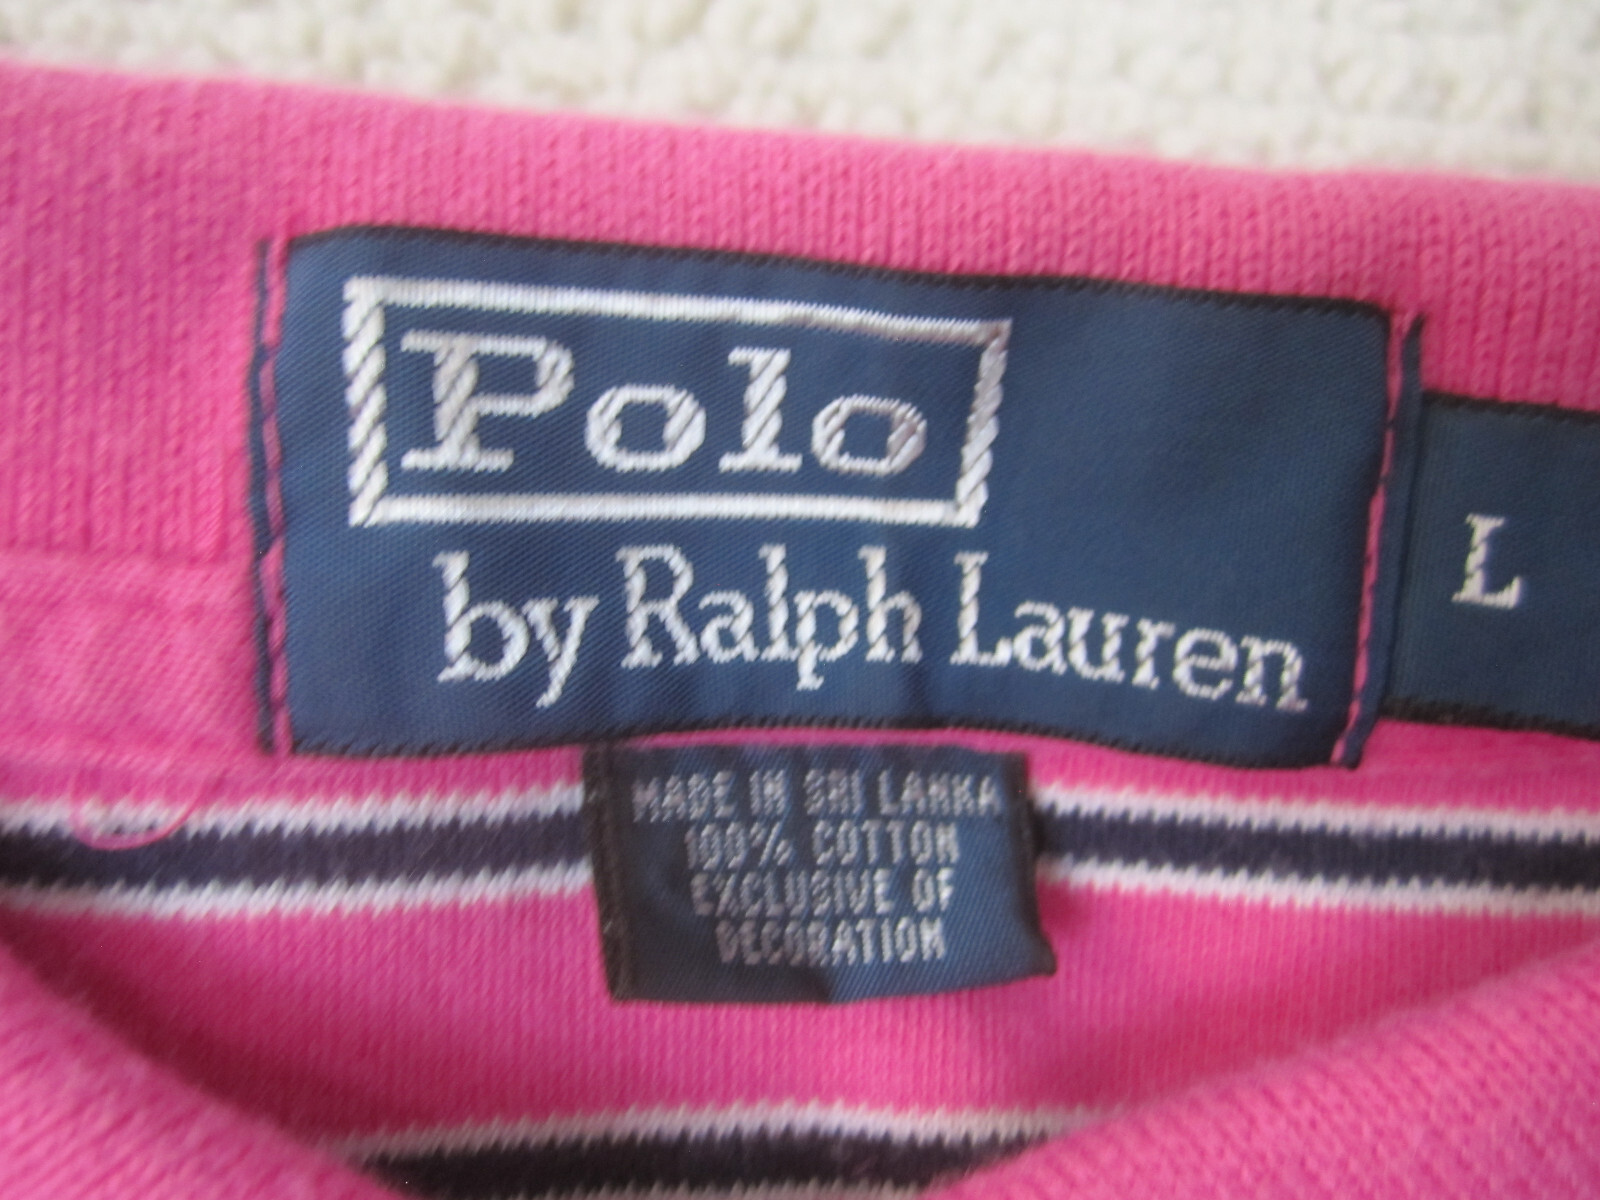 Polo
by Ralph Lauren
L
MADE IN SRI LANKA
100% COTTON
EXCLUSIVE OF
DECORATION